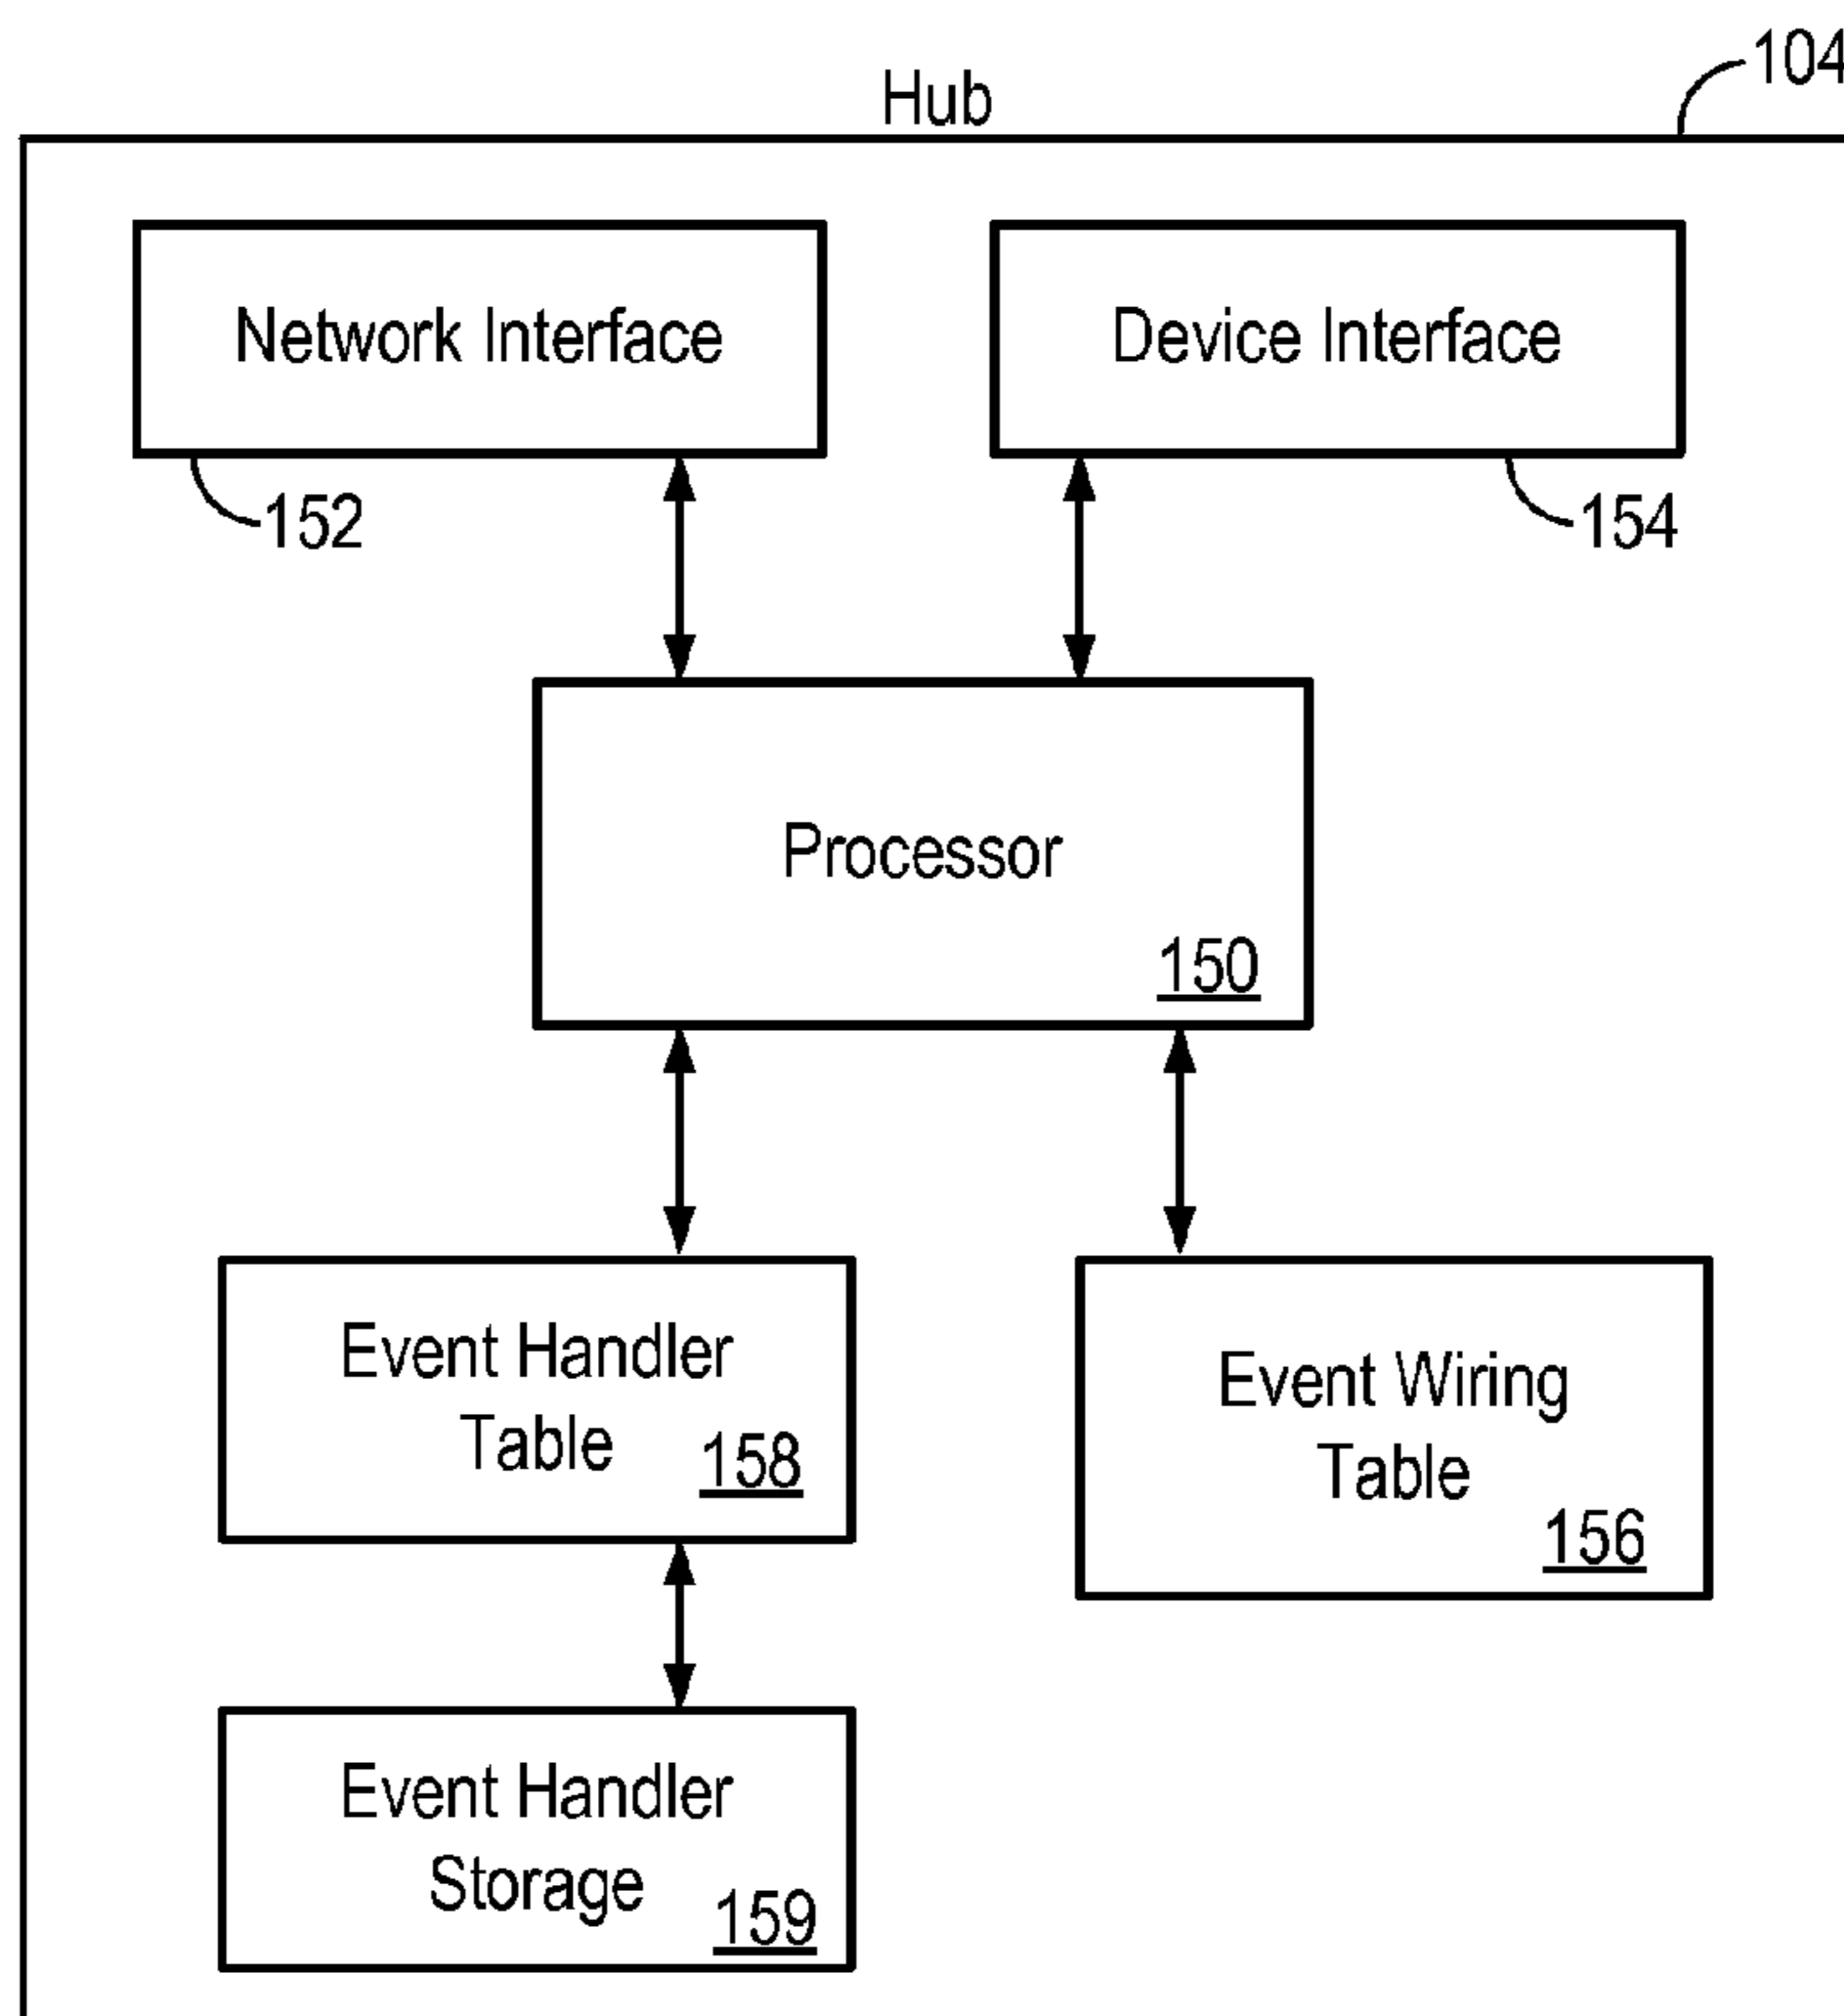 104
Hub
Network Interface
Device Interface
152
154
Processor
150
Event Handler
Table
158
Event Wiring
Table
156
Event Handler
Storage
159